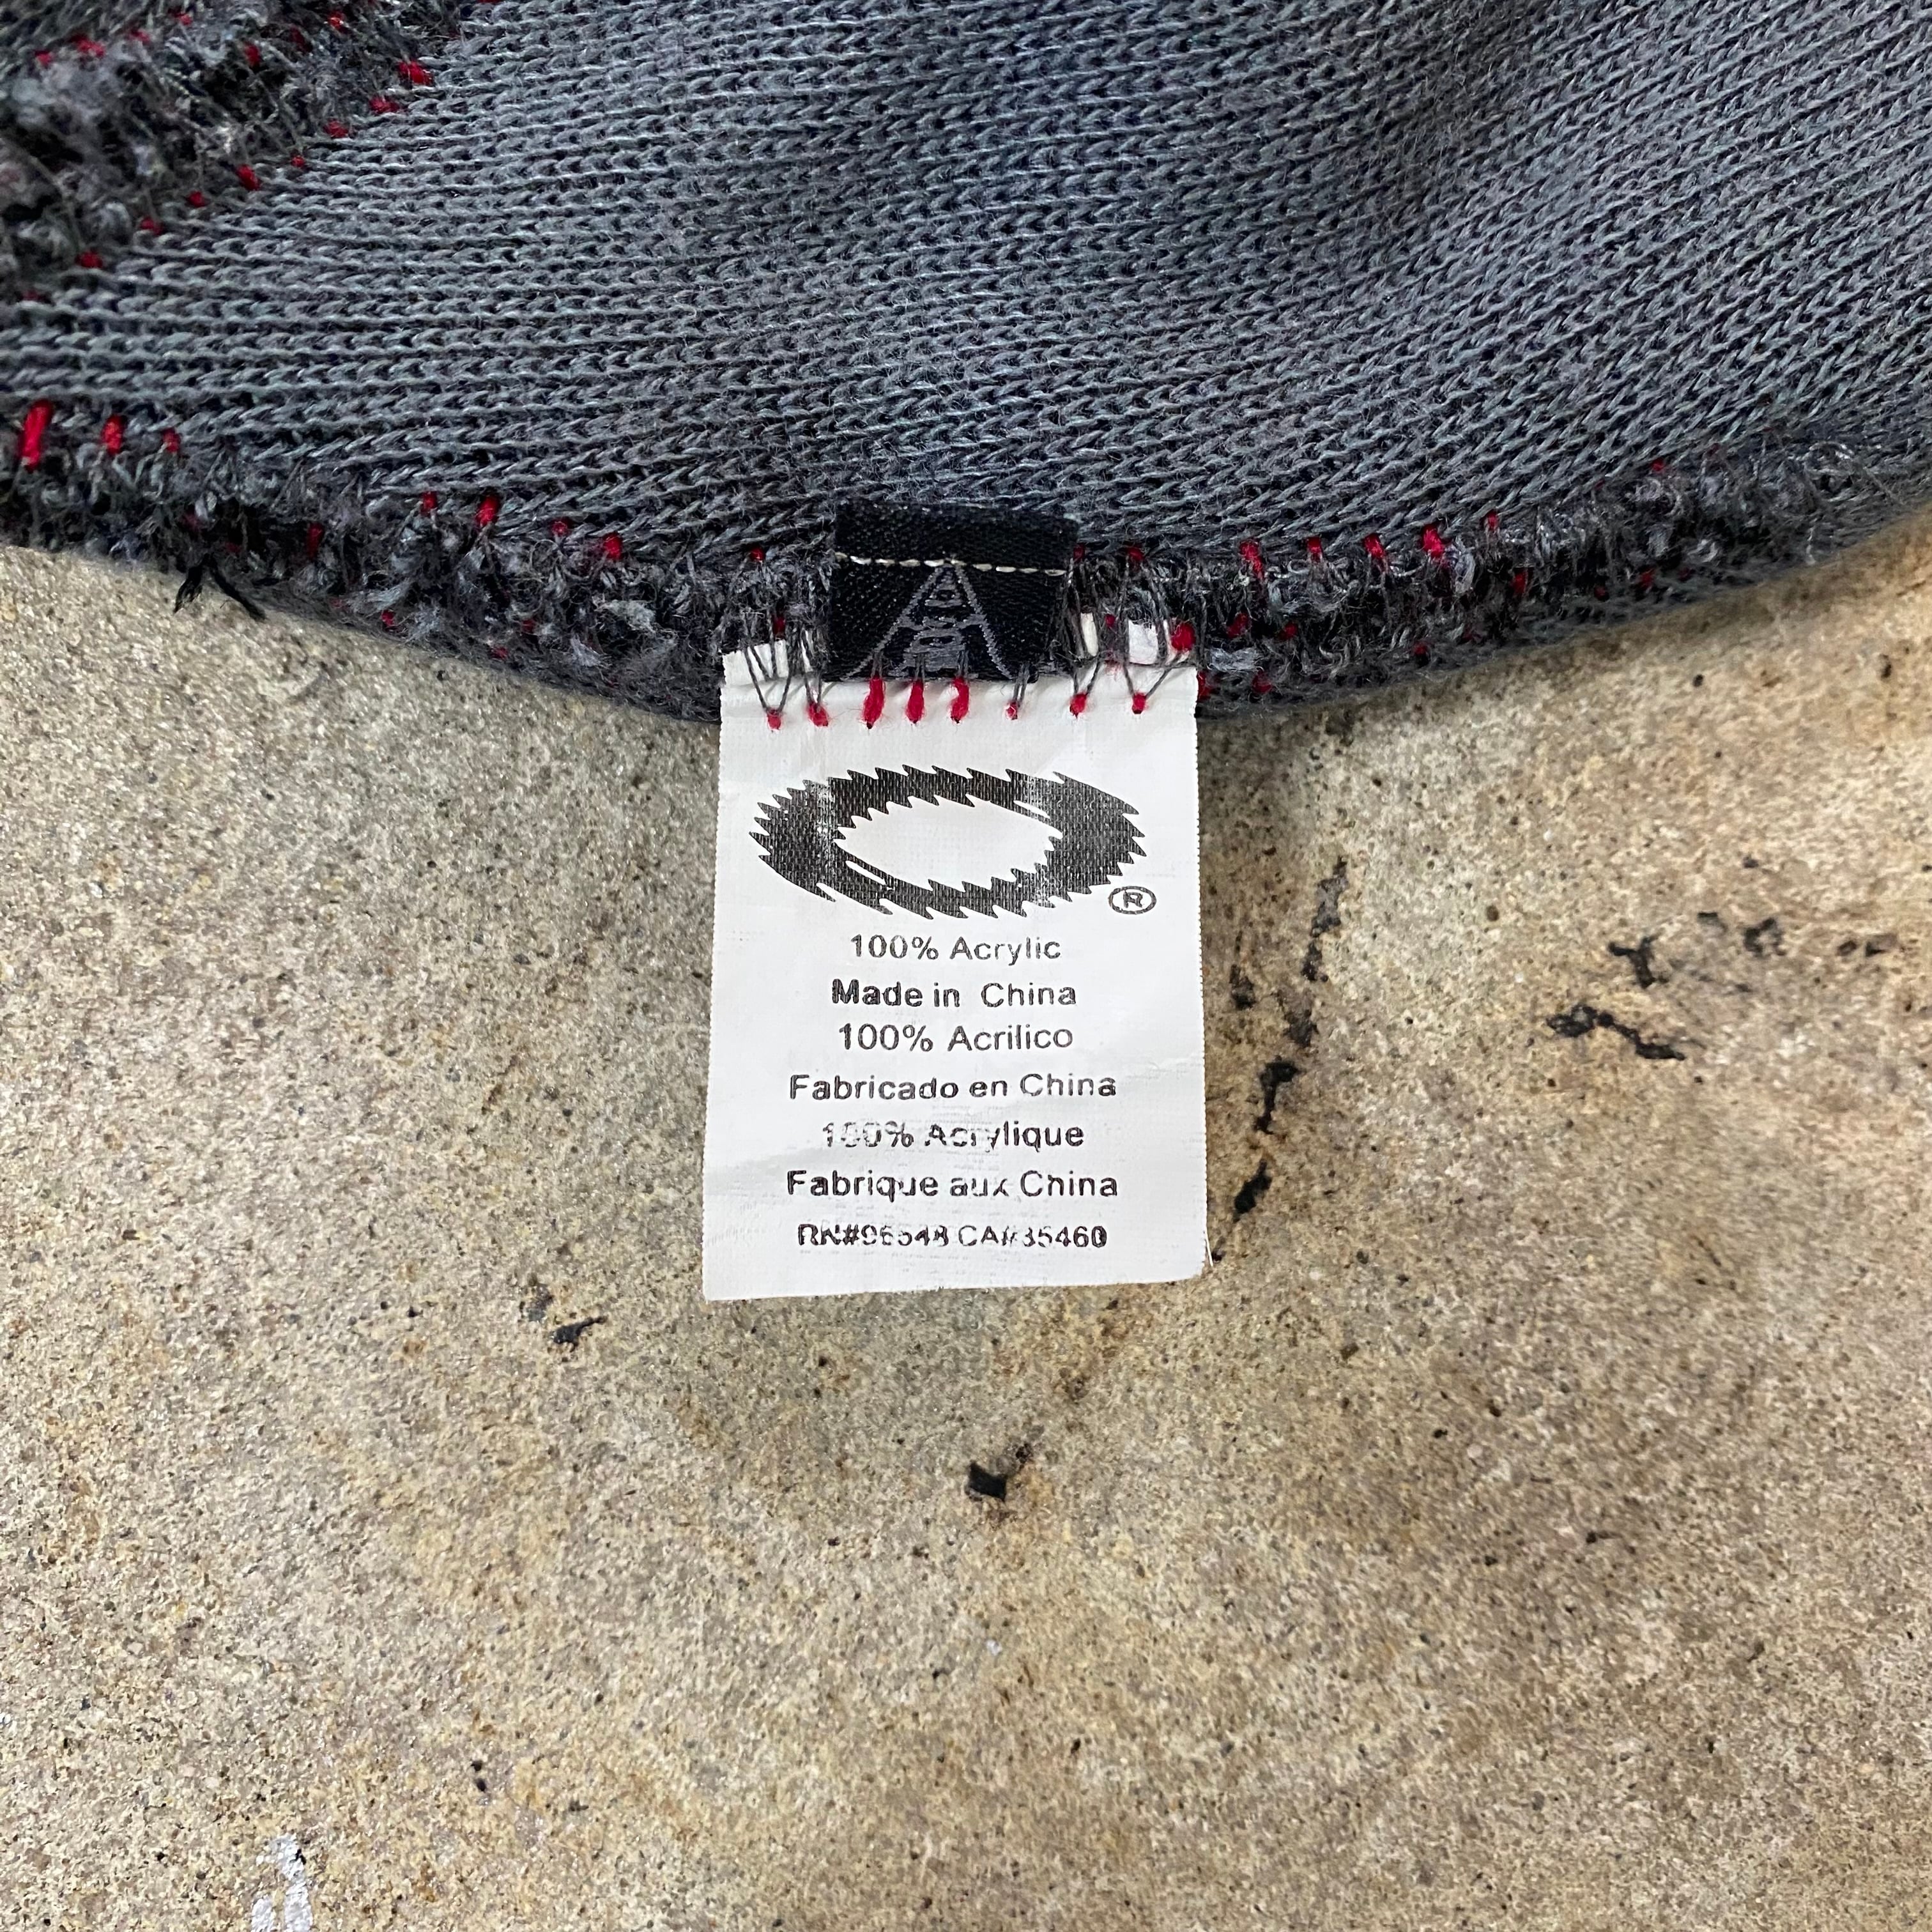 ®
100% Acrylic
Made in China
100% Acrilico
Fabricado en China
100% Acrylique
Fabrique aux China
RN#96548 CA#35460